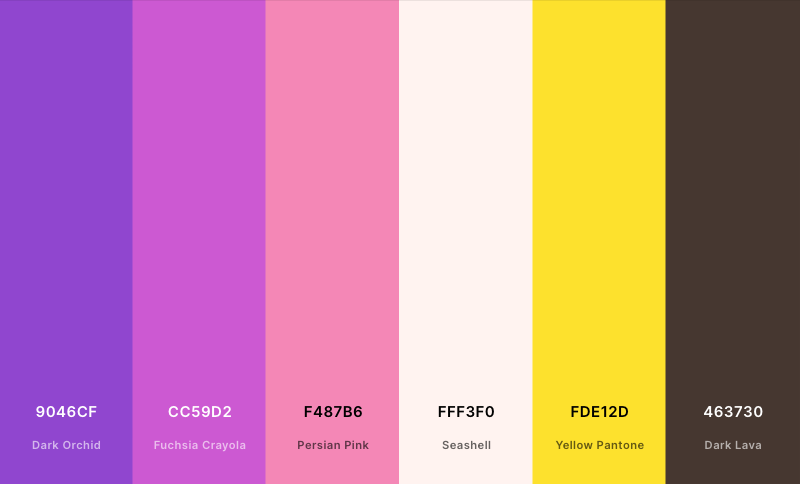 9046CF
Dark Orchid
CC59D2
Fuchsia Crayola
F487B6
Persian Pink
FFF3F0
Seashell
FDE12D
Yellow Pantone
463730
Dark Lava